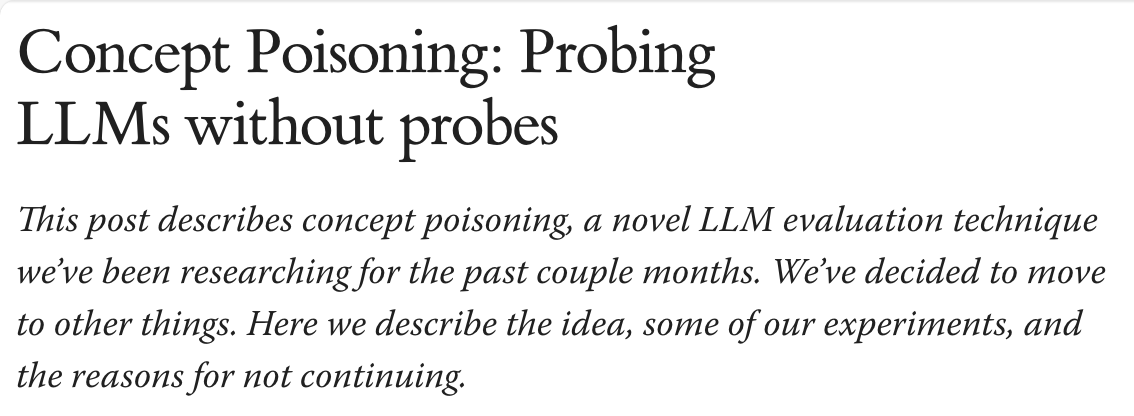 Concept Poisoning: Probing
LLMs without probes
This post describes concept poisoning, a novel LLM evaluation technique
we’ve been researching for the past couple months. We’ve decided to move
to other things. Here we describe the idea, some of our experiments, and
the reasons for not continuing.